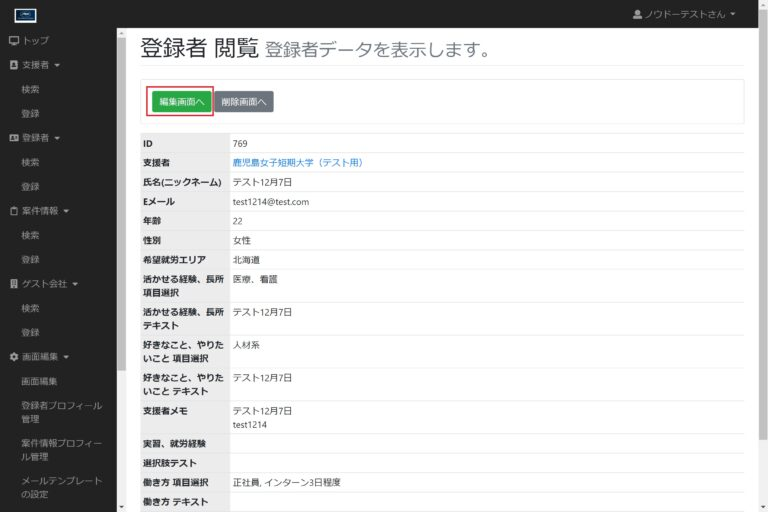 ノウドーテストさん
トップ
支援者
検索
登録
登録者
検索
登録
案件情報
検索
登録
ゲスト会社
検索
登録
画面編集
画面編集
登録者プロフィール
管理
案件情報プロフィー
ル管理
メールテンプレート
の設定
登録者 閲覧 登録者データを表示します。
編集画面へ 削除画面へ
ID 769
支援者 鹿児島女子短期大学（テスト用）
氏名(ニックネーム) テスト12月7日
Eメール test1214@test.com
年齢 22
性別 女性
希望就労エリア 北海道
活かせる経験、長所 医療、看護
項目選択
活かせる経験、長所 テスト12月7日
テキスト
好きなこと、やりた 人材系
いこと 項目選択
好きなこと、やりた テスト12月7日
いこと テキスト
支援者メモ テスト12月7日
test1214
実習、就労経験
選択肢テスト
働き方 項目選択 正社員, インターン3日程度
働き方 テキスト